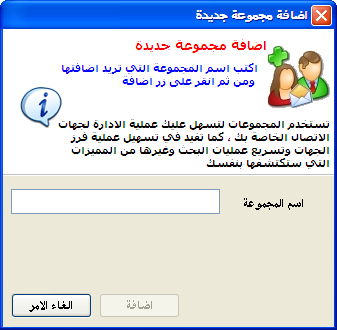 اضافة مجموعة جديدة
اضافة مجموعة جديدة
اكتب اسم المجموعة التي تريد اضافتها
ومن ثم انقر على زر اضافة
تستخدم المجموعات لتسهل عليك عملية الادارة لجهات
الاتصال الخاصة بك ، كما تفيد في تسهيل عملية فرز
الجهات وتسريع عمليات البحث وغيرها من المميزات
التي ستكتشفها بنفسك
اسم المجموعة
اضافة
الغاء الامر